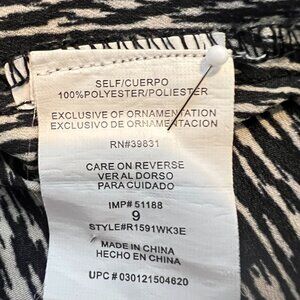 SELF/CUERPO
100%POLYESTER/POLIESTER
EXCLUSIVE OF ORNAMENTATION
EXCLUSIVO DE ORNAMENTACION
RN#39831
CARE ON REVERSE
VER AL DORSO
PARA CUIDADO
IMP# 51188
9
STYLE#R1591WK3E
MADE IN CHINA
HECHO EN CHINA
UPC # 030121504620